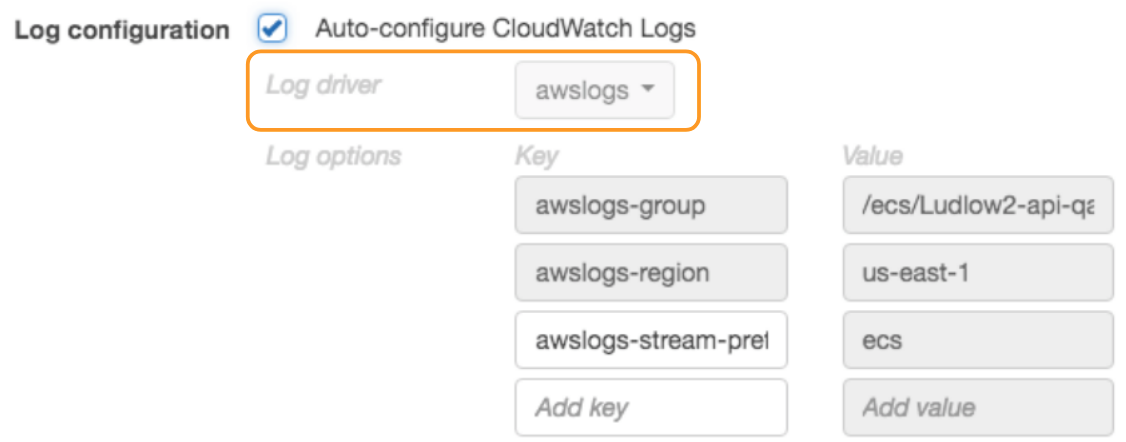 Log configuration Auto-configure CloudWatch Logs
Log driver awslogs
Log options Key Value
awslogs-group /ecs/Ludlow2-api-qa
awslogs-region us-east-1
awslogs-stream-pref ecs
Add key Add value